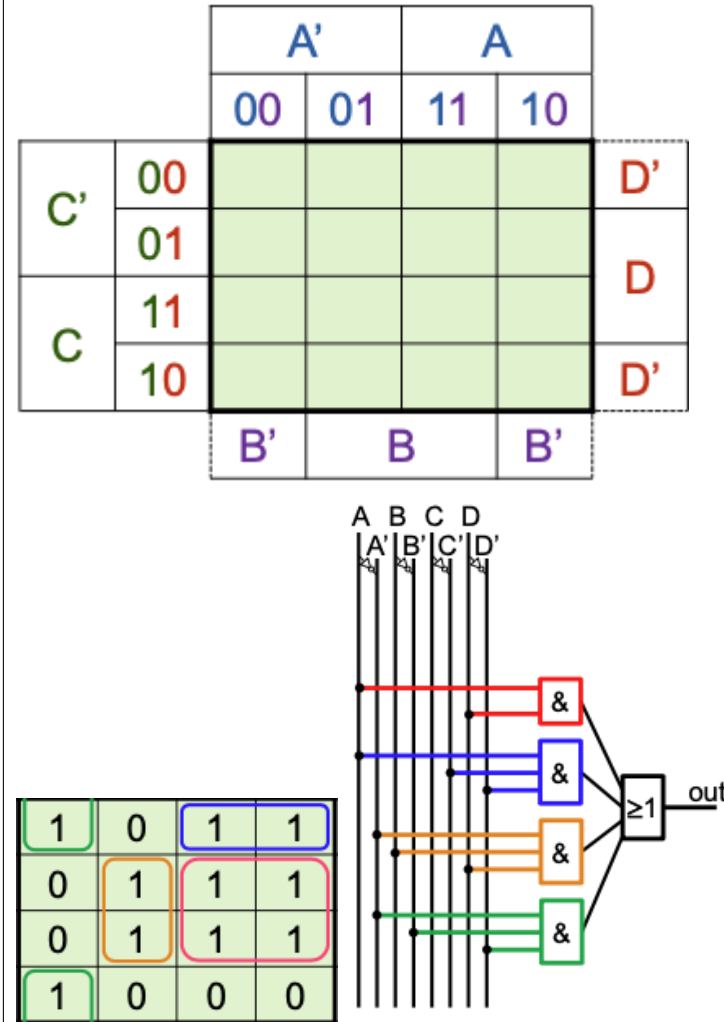 A’ A
00 01 11 10
C’ 00 D’
01 D
C 11
10 D’
B’ B B’
A B C D
A’ B’ C’ D’
&
&
≥1 out
&
&
1 0 1 1
0 1 1 1
0 1 1 1
1 0 0 0